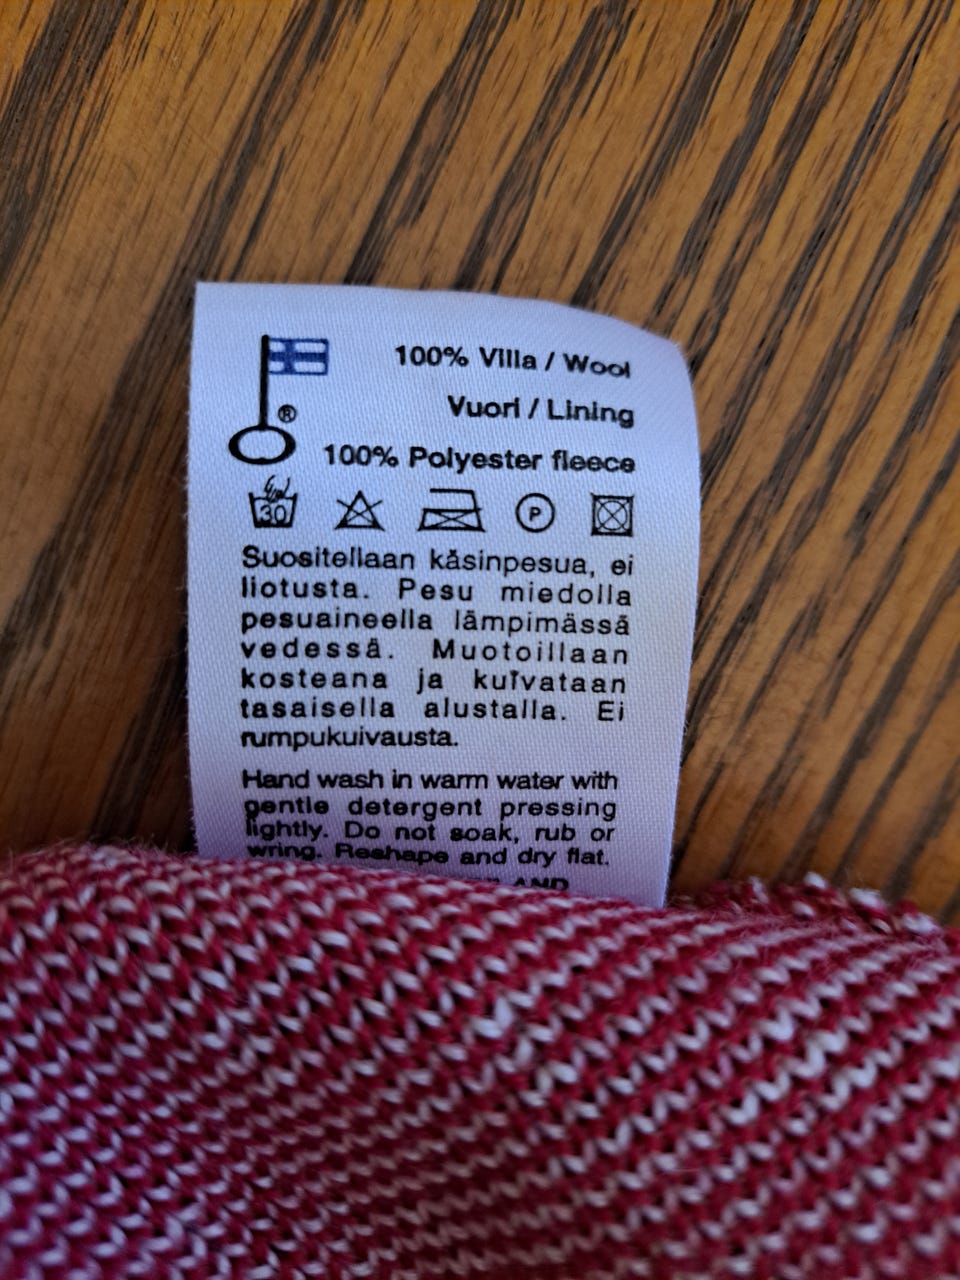 100% Villa / Wool
Vuori / Lining
®
100% Polyester fleece
30
P
Suositellaan käsinpesua, ei
liotusta. Pesu miedolla
pesuaineella lämpimässä
vedessä. Muotoillaan
kosteana ja kuivataan
tasaisella alustalla. Ei
rumpukuivausta.
Hand wash in warm water with
gentle detergent pressing
lightly. Do not soak, rub or
wring. Reshape and dry flat.